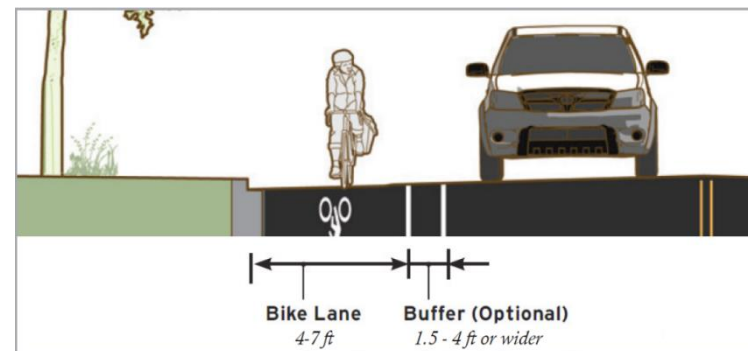 Bike Lane
4-7 ft
Buffer (Optional)
1.5 - 4 ft or wider